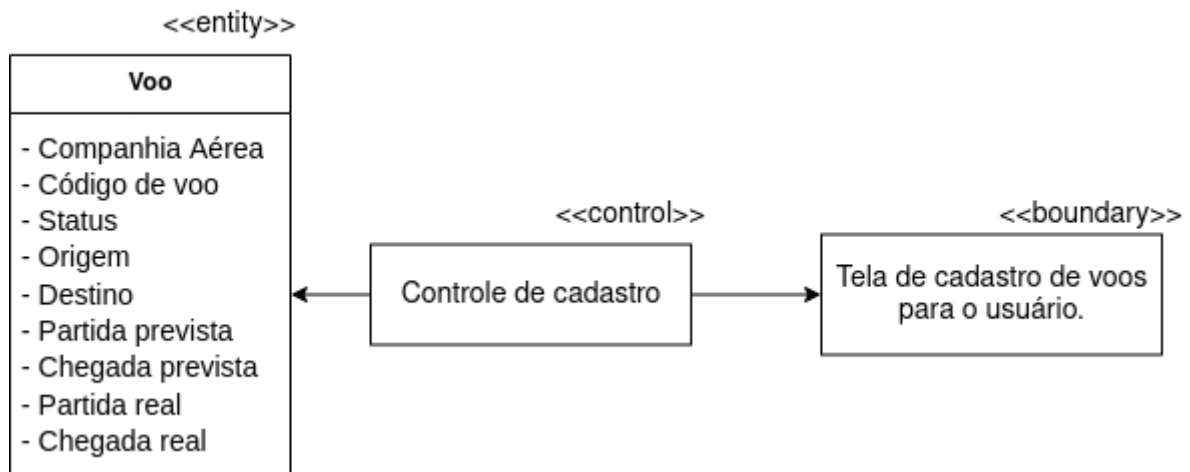 <<entity>>
Voo
- Companhia Aérea
- Código de voo
- Status
- Origem
- Destino
- Partida prevista
- Chegada prevista
- Partida real
- Chegada real
<<control>>
Controle de cadastro
<<boundary>>
Tela de cadastro de voos
para o usuário.